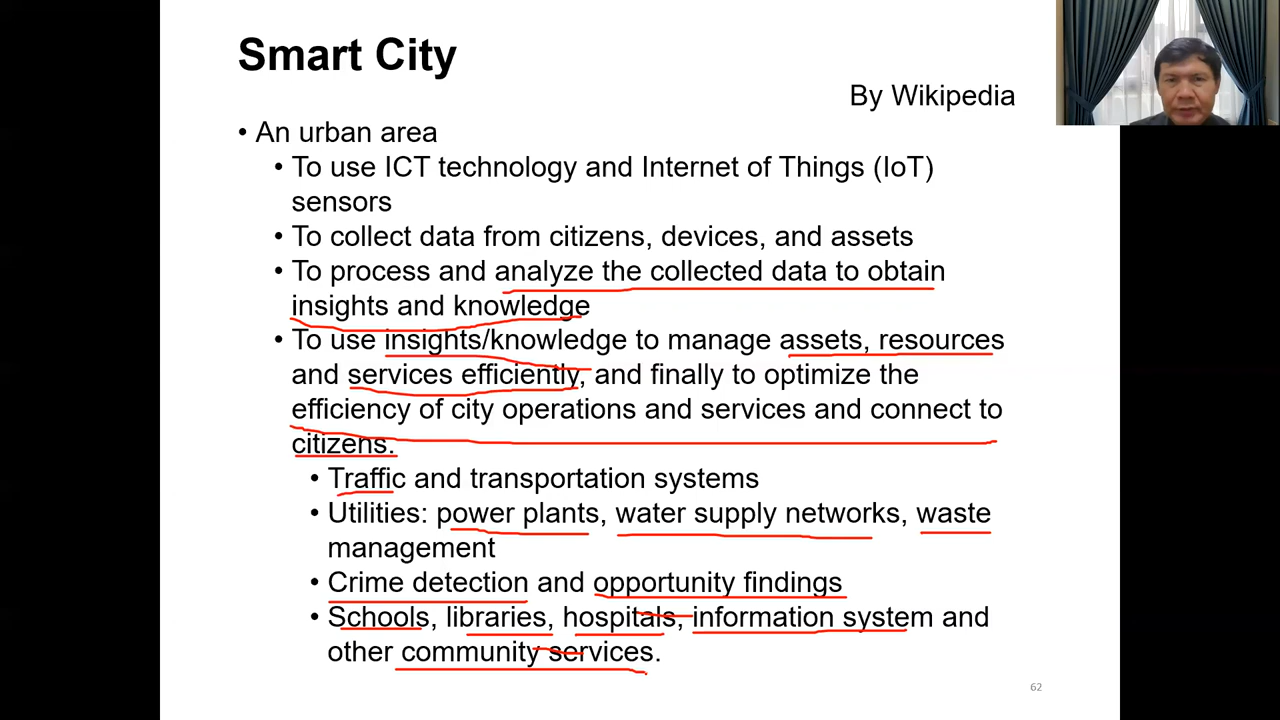 Smart City
By Wikipedia
• An urban area
• To use ICT technology and Internet of Things (IoT)
sensors
• To collect data from citizens, devices, and assets
• To process and analyze the collected data to obtain
insights and knowledge
• To use insights/knowledge to manage assets, resources
and services efficiently, and finally to optimize the
efficiency of city operations and services and connect to
citizens.
• Traffic and transportation systems
• Utilities: power plants, water supply networks, waste
management
• Crime detection and opportunity findings
• Schools, libraries, hospitals, information system and
other community services.
62